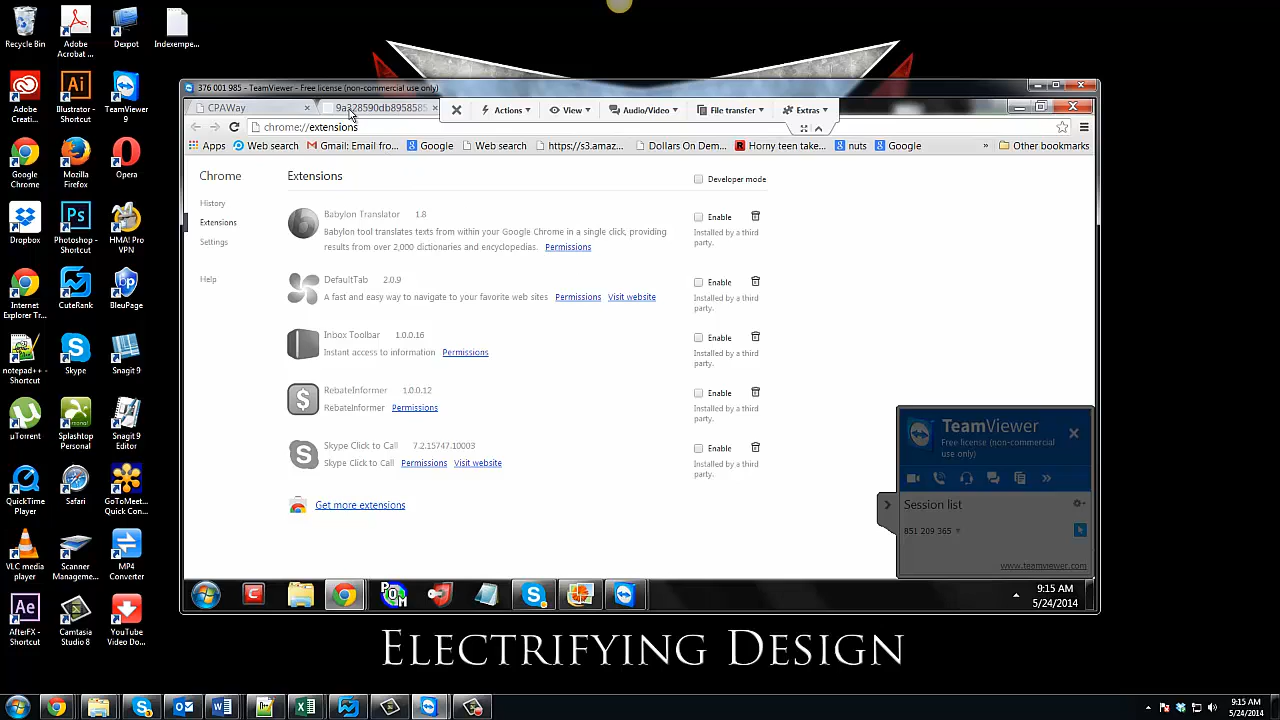 Recycle Bin
Adobe Acrobat ...
Dexpot
Indexempe...
Adobe Creati...
Illustrator - Shortcut
TeamViewer 9
Google Chrome
Mozilla Firefox
Opera
Dropbox
Photoshop - Shortcut
HMA! Pro VPN
Internet Explorer Tr...
CuteRank
BleuPage
notepad++ - Shortcut
Skype
Snagit 9
µTorrent
Splashtop Personal
Snagit 9 Editor
QuickTime Player
Safari
GoToMeet... Quick Con...
VLC media player
Scanner Manageme...
MP4 Converter
AfterFX - Shortcut
Camtasia Studio 8
YouTube Video Do...
376 001 985 - TeamViewer - Free license (non-commercial use only)
CPAWay
9a328590db8958585
Actions
View
Audio/Video
File transfer
Extras
chrome://extensions
Apps
Web search
Gmail: Email fro...
Google
Web search
https://s3.amaz...
Dollars On Dem...
Horny teen take...
nuts
Google
»
Other bookmarks
Chrome
History
Extensions
Settings
Help
Extensions
Developer mode
Babylon Translator 1.8
Babylon tool translates texts from within your Google Chrome in a single click, providing
results from over 2,000 dictionaries and encyclopedias. Permissions
Enable
Installed by a third
party.
DefaultTab 2.0.9
A fast and easy way to navigate to your favorite web sites Permissions Visit website
Enable
Installed by a third
party.
Inbox Toolbar 1.0.0.16
Instant access to information Permissions
Enable
Installed by a third
party.
RebateInformer 1.0.0.12
RebateInformer Permissions
Enable
Installed by a third
party.
Skype Click to Call 7.2.15747.10003
Skype Click to Call Permissions Visit website
Enable
Installed by a third
party.
Get more extensions
TeamViewer
Free license (non-commercial
use only)
Session list
851 209 365
www.teamviewer.com
9:15 AM
5/24/2014
ELECTRIFYING DESIGN
9:15 AM
5/24/2014